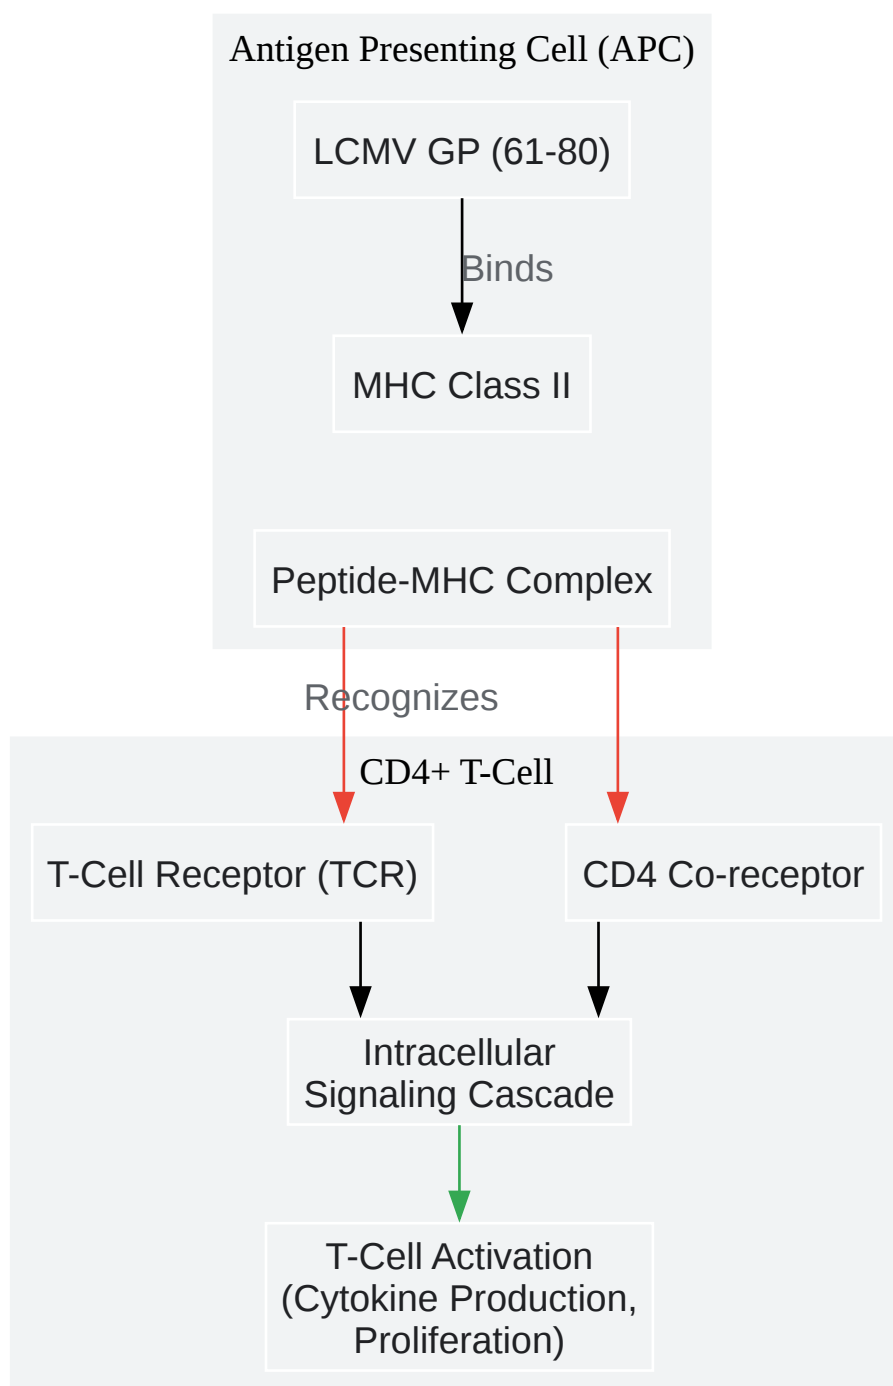 Antigen Presenting Cell (APC)
LCMV GP (61-80)
Binds
MHC Class II
Peptide-MHC Complex
Recognizes
CD4+ T-Cell
T-Cell Receptor (TCR)
CD4 Co-receptor
Intracellular
Signaling Cascade
T-Cell Activation
(Cytokine Production,
Proliferation)